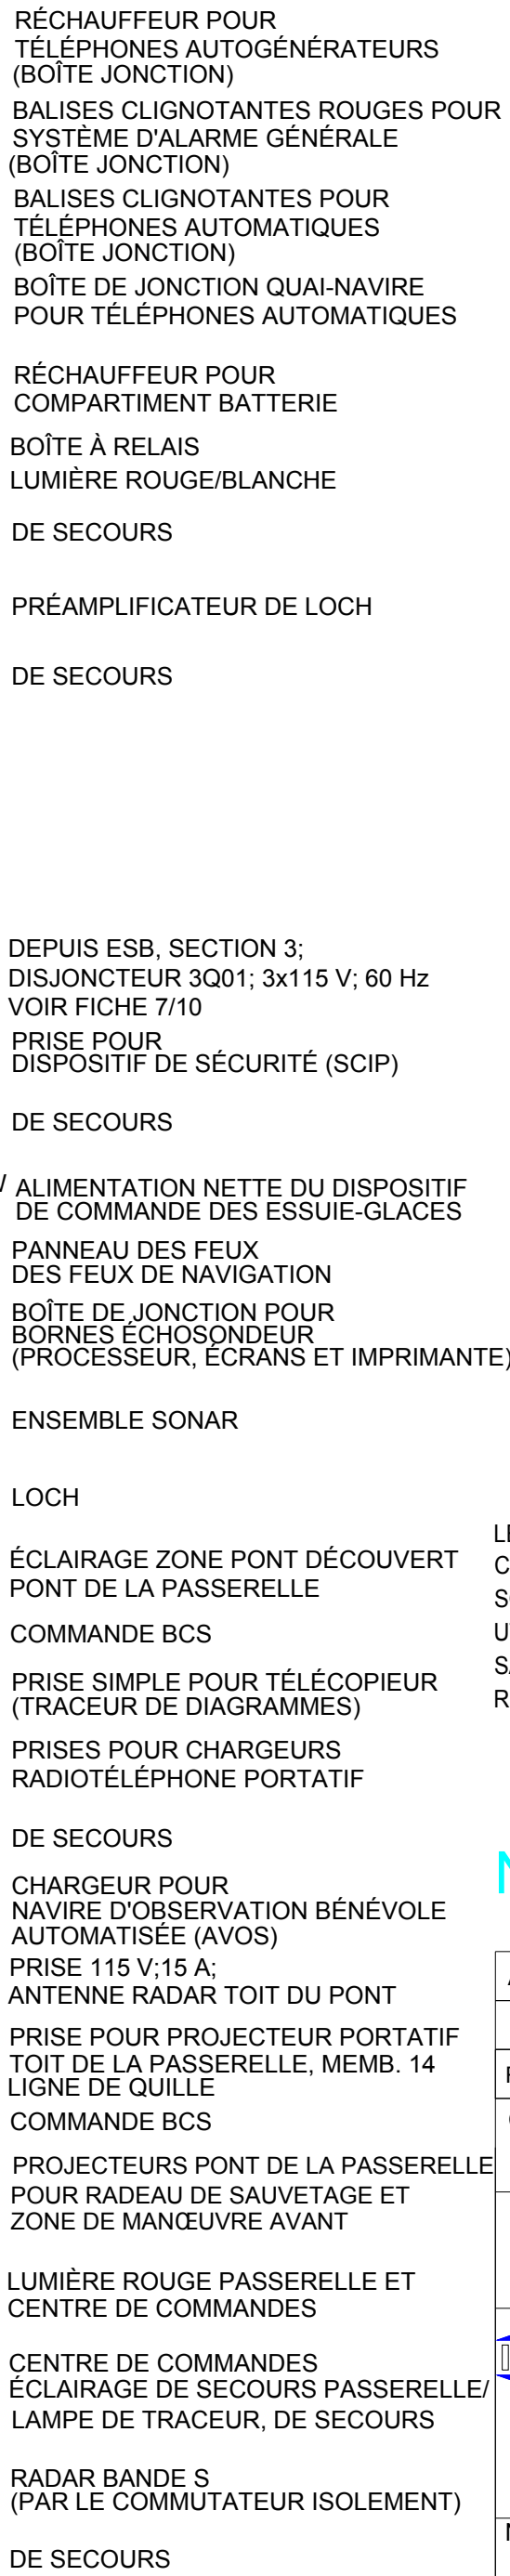 RÉCHAUFFEUR POUR
TÉLÉPHONES AUTOGÉNÉRATEURS
(BOÎTE JONCTION)
BALISES CLIGNOTANTES ROUGES POUR
SYSTÈME D'ALARME GÉNÉRALE
(BOÎTE JONCTION)
BALISES CLIGNOTANTES POUR
TÉLÉPHONES AUTOMATIQUES
(BOÎTE JONCTION)
BOÎTE DE JONCTION QUAI-NAVIRE
POUR TÉLÉPHONES AUTOMATIQUES
RÉCHAUFFEUR POUR
COMPARTIMENT BATTERIE
BOÎTE À RELAIS
LUMIÈRE ROUGE/BLANCHE
DE SECOURS
PRÉAMPLIFICATEUR DE LOCH
DE SECOURS
DEPUIS ESB, SECTION 3;
DISJONCTEUR 3Q01; 3x115 V; 60 Hz
VOIR FICHE 7/10
PRISE POUR
DISPOSITIF DE SÉCURITÉ (SCIP)
DE SECOURS
ALIMENTATION NETTE DU DISPOSITIF
DE COMMANDE DES ESSUIE-GLACES
PANNEAU DES FEUX
DES FEUX DE NAVIGATION
BOÎTE DE JONCTION POUR
BORNES ÉCHOSONDEUR
(PROCESSEUR, ÉCRANS ET IMPRIMANTE)
ENSEMBLE SONAR
LOCH
ÉCLAIRAGE ZONE PONT DÉCOUVERT
PONT DE LA PASSERELLE
COMMANDE BCS
PRISE SIMPLE POUR TÉLÉCOPIEUR
(TRACEUR DE DIAGRAMMES)
PRISES POUR CHARGEURS
RADIOTÉLÉPHONE PORTATIF
DE SECOURS
CHARGEUR POUR
NAVIRE D'OBSERVATION BÉNÉVOLE
AUTOMATISÉE (AVOS)
PRISE 115 V;15 A;
ANTENNE RADAR TOIT DU PONT
PRISE POUR PROJECTEUR PORTATIF
TOIT DE LA PASSERELLE, MEMB. 14
LIGNE DE QUILLE
COMMANDE BCS
PROJECTEURS PONT DE LA PASSERELLE
POUR RADEAU DE SAUVETAGE ET
ZONE DE MANŒUVRE AVANT
LUMIÈRE ROUGE PASSERELLE ET
CENTRE DE COMMANDES
CENTRE DE COMMANDES
ÉCLAIRAGE DE SECOURS PASSERELLE/
LAMPE DE TRACEUR, DE SECOURS
RADAR BANDE S
(PAR LE COMMUTATEUR ISOLEMENT)
DE SECOURS